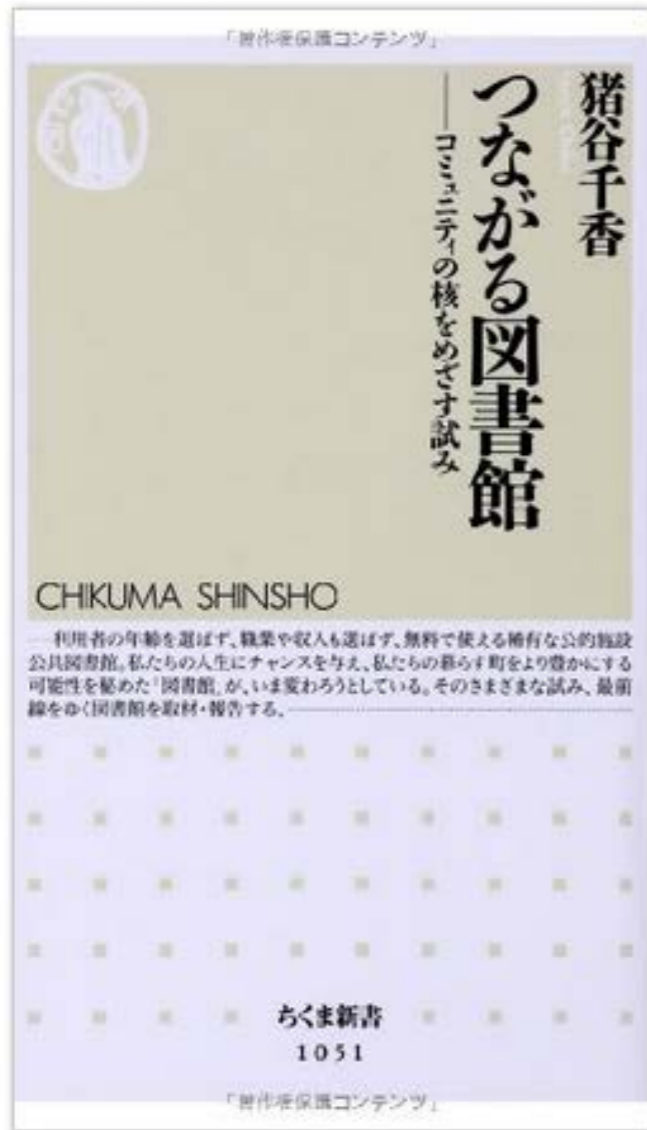 「著作権保護コンテンツ」
猪谷千香
つながる図書館
――コミュニティの核をめざす試み
CHIKUMA SHINSHO
――利用者の年齢を選ばず、職業や収入も選ばず、無料で使える稀有な公的施設
公共図書館。私たちの人生にチャンスを与え、私たちの暮らす町をより豊かにする
可能性を秘めた「図書館」が、いま変わろうとしている。そのさまざまな試み、最前
線をゆく図書館を取材・報告する。
ちくま新書
1051
「著作権保護コンテンツ」